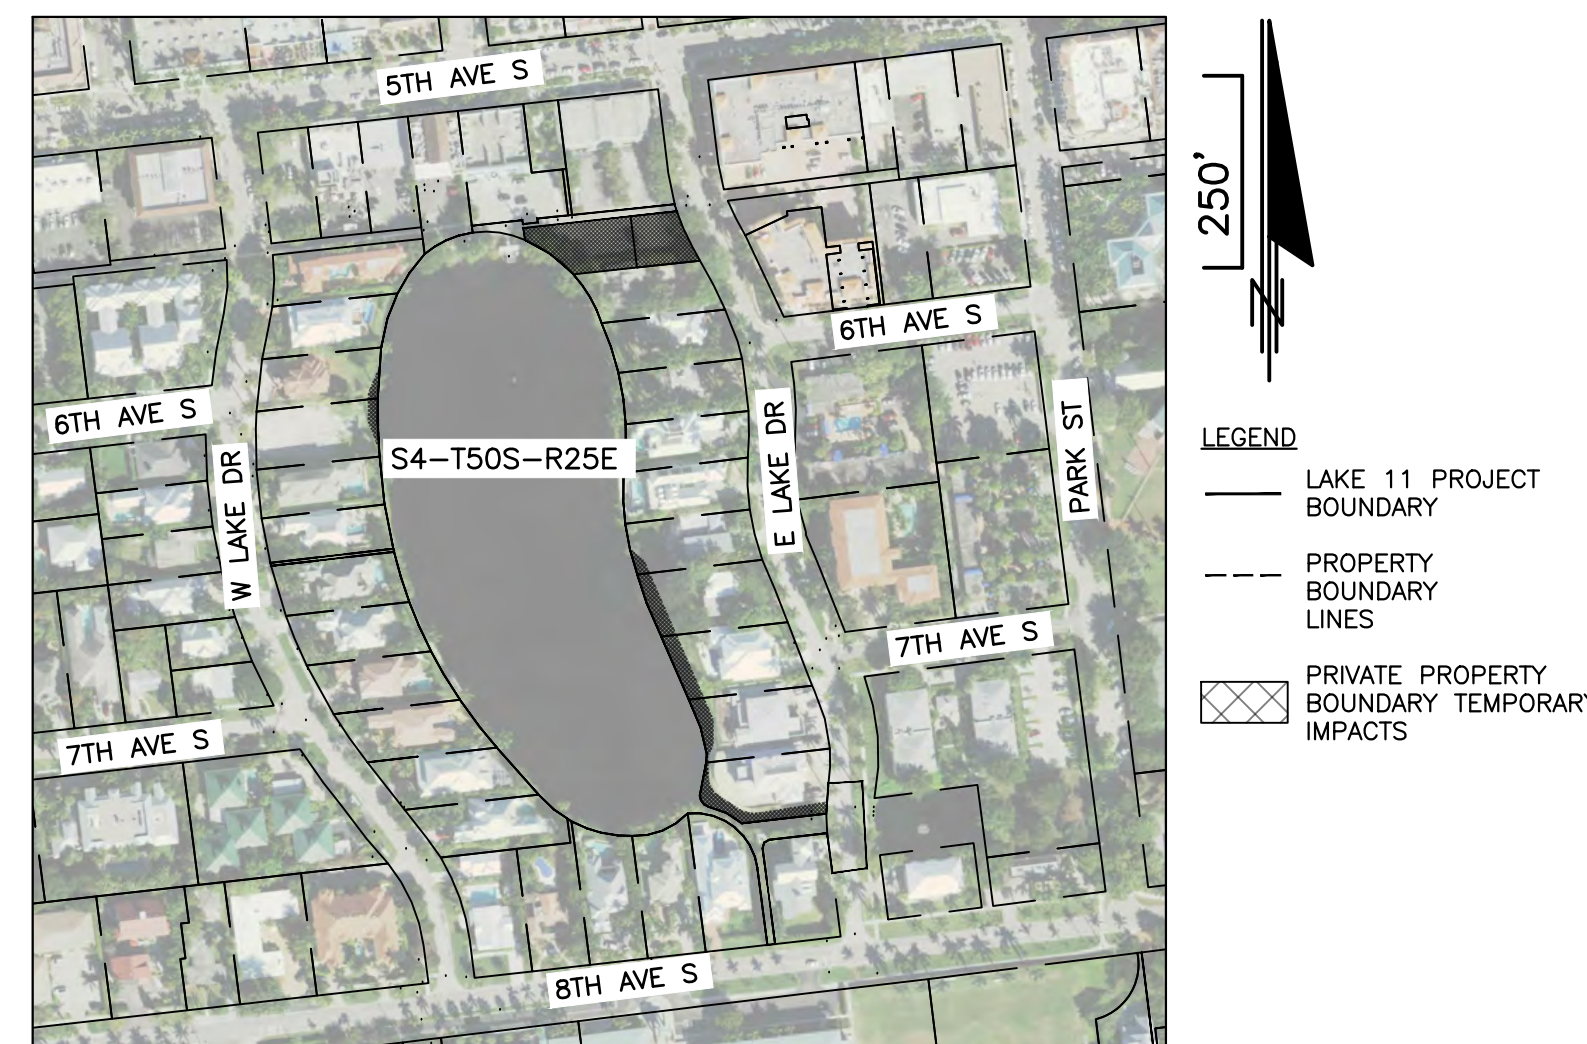 5TH AVE S
250'
6TH AVE S
6TH AVE S
W LAKE DR
S4-T50S-R25E
E LAKE DR
PARK ST
7TH AVE S
7TH AVE S
8TH AVE S
N
LEGEND
LAKE 11 PROJECT
BOUNDARY
PROPERTY
BOUNDARY
LINES
PRIVATE PROPERTY
BOUNDARY TEMPORARY
IMPACTS